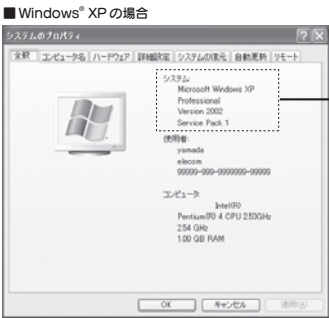 ■Windows® XPの場合
システムのプロパティ
全般 コンピュータ名 ハードウェア 詳細設定 システムの復元 自動更新 リモート
システム:
Microsoft Windows XP
Professional
Version 2002
Service Pack 1
使用者:
yamada
elecom
99999-999-9999999-99999
コンピュータ:
Intel(R)
Pentium(R) 4 CPU 2.53GHz
2.54 GHz
1.00 GB RAM
OK キャンセル 適用(A)